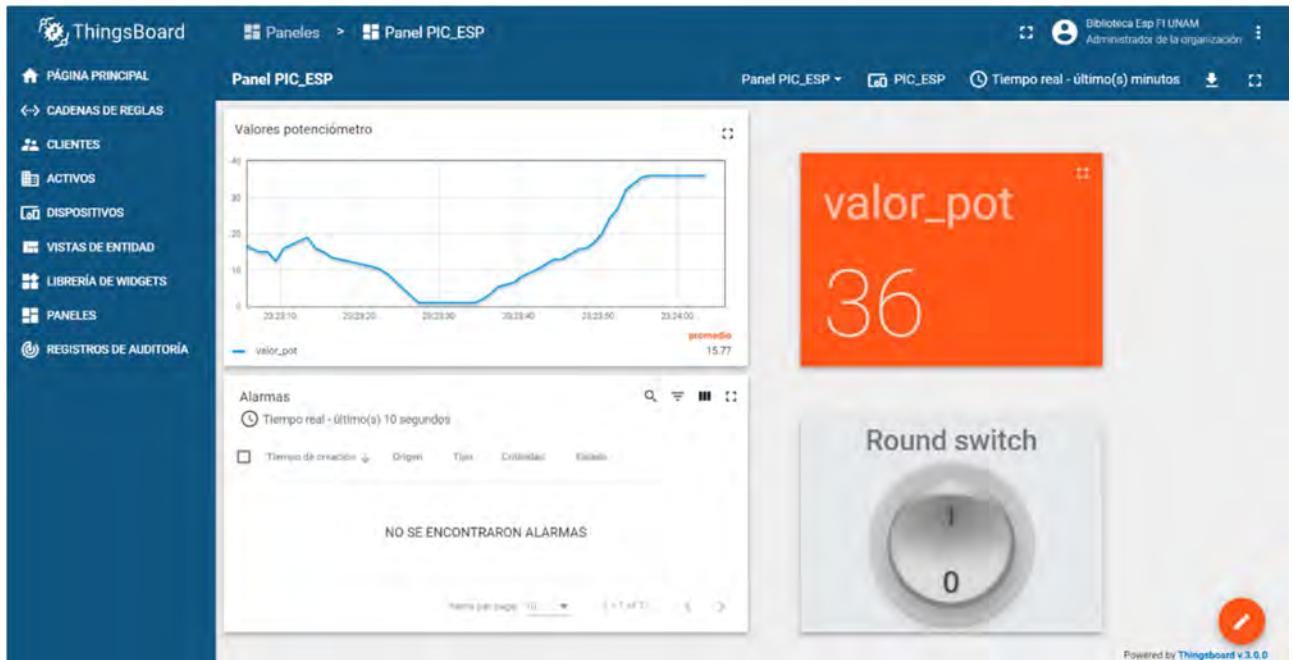 ThingsBoard
Paneles > Panel PIC_ESP
Biblioteca Esp FI UNAM
Administrador de la organización
PÁGINA PRINCIPAL
CADENAS DE REGLAS
CLIENTES
ACTIVOS
DISPOSITIVOS
VISTAS DE ENTIDAD
LIBRERÍA DE WIDGETS
PANELES
REGISTROS DE AUDITORÍA
Panel PIC_ESP
Panel PIC_ESP
PIC_ESP
Tiempo real - último(s) minutos
Valores potenciómetro
40
30
20
10
0
23:23:10 23:23:20 23:23:30 23:23:40 23:23:50 23:24:00
promedio
valor_pot 15.77
valor_pot
36
Alarmas
Tiempo real - último(s) 10 segundos
Tiempo de creación Origen Tipo Criticidad Estado
NO SE ENCONTRARON ALARMAS
Items per page: 10
Round switch
I
0
Powered by Thingsboard v.3.0.0